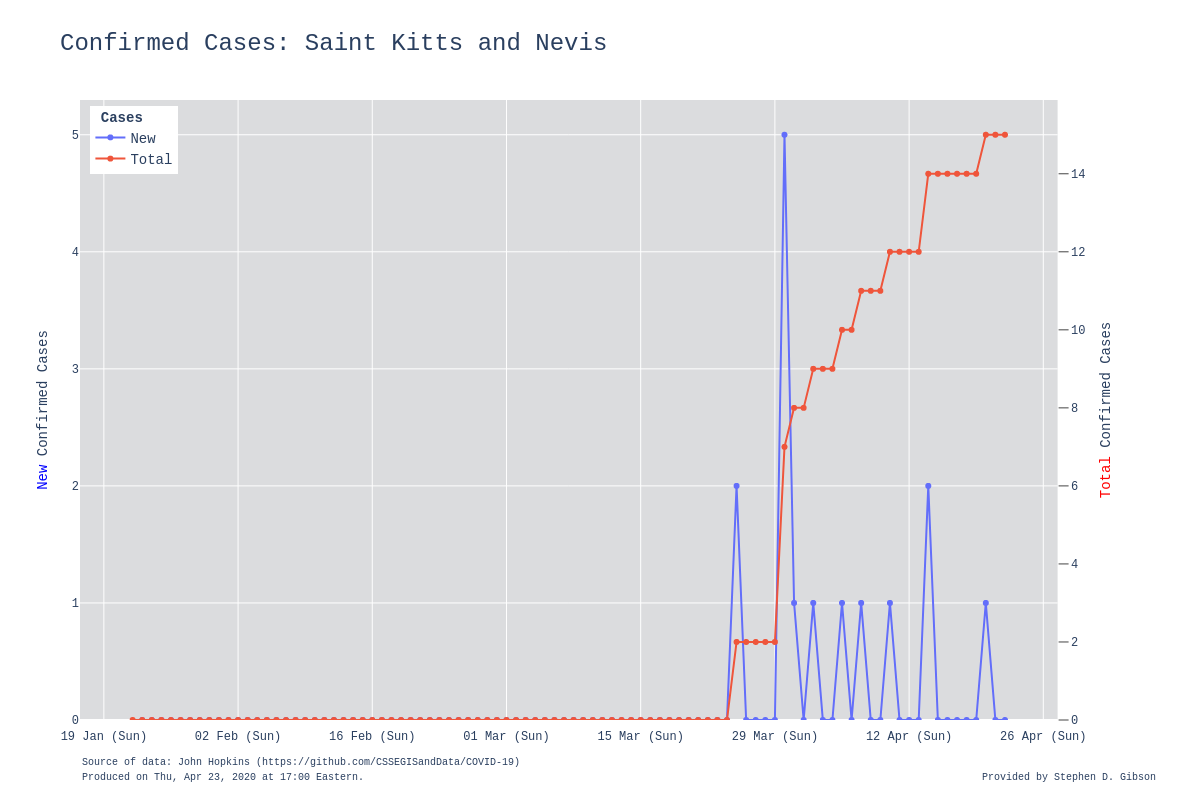 Confirmed Cases: Saint Kitts and Nevis
Cases
New
Total
5
4
3
2
1
0
New Confirmed Cases
14
12
10
8
6
4
2
0
Total Confirmed Cases
19 Jan (Sun) 02 Feb (Sun) 16 Feb (Sun) 01 Mar (Sun) 15 Mar (Sun) 29 Mar (Sun) 12 Apr (Sun) 26 Apr (Sun)
Source of data: John Hopkins (https://github.com/CSSEGISandData/COVID-19)
Produced on Thu, Apr 23, 2020 at 17:00 Eastern.
Provided by Stephen D. Gibson